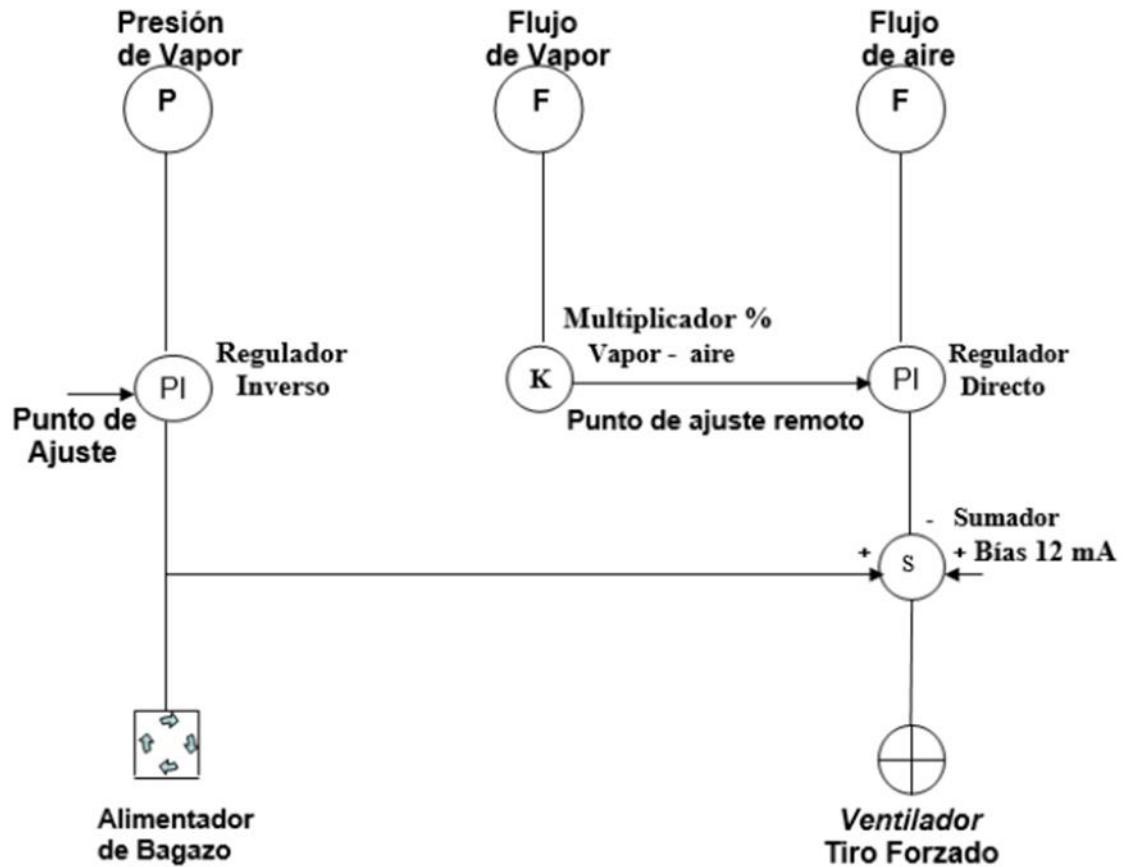 Presión
de Vapor
Flujo
de Vapor
Flujo
de aire
P
F
F
Regulador
Inverso
PI
Punto de
Ajuste
Multiplicador %
Vapor - aire
K
Punto de ajuste remoto
PI
Regulador
Directo
- Sumador
+
S
+ Bías 12 mA
Alimentador
de Bagazo
Ventilador
Tiro Forzado